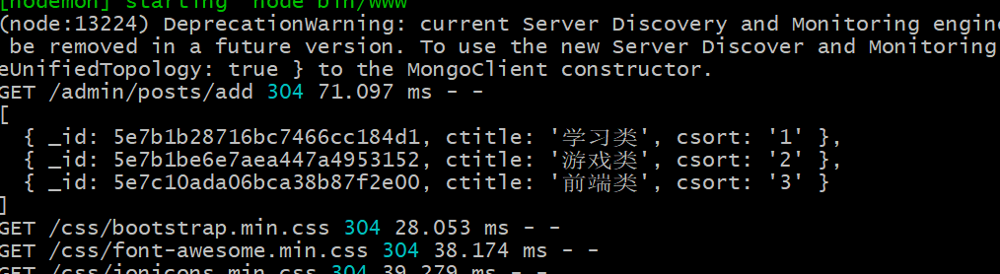 [nodemon] starting `node bin/www`
(node:13224) DeprecationWarning: current Server Discovery and Monitoring engin
be removed in a future version. To use the new Server Discover and Monitoring
eUnifiedTopology: true } to the MongoClient constructor.
GET /admin/posts/add 304 71.097 ms - -
[
{ _id: 5e7b1b28716bc7466cc184d1, ctitle: '学习类', csort: '1' },
{ _id: 5e7b1be6e7aea447a4953152, ctitle: '游戏类', csort: '2' },
{ _id: 5e7c10ada06bca38b87f2e00, ctitle: '前端类', csort: '3' }
]
GET /css/bootstrap.min.css 304 28.053 ms - -
GET /css/font-awesome.min.css 304 38.174 ms - -
GET /css/ionicons.min.css 304 39.279 ms - -